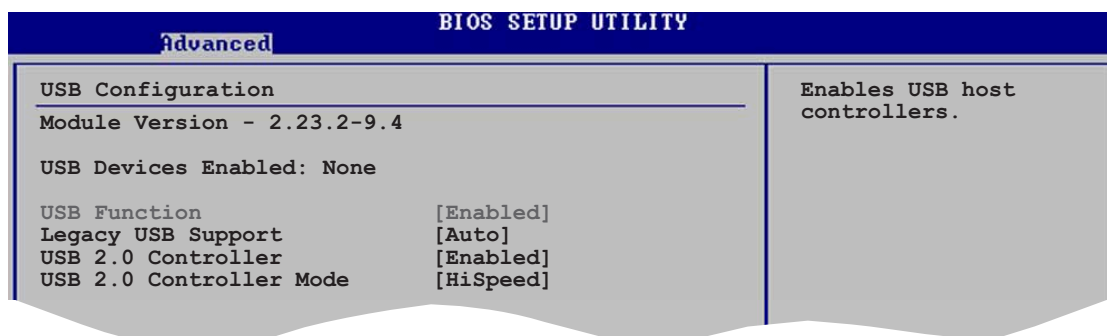 BIOS SETUP UTILITY
Advanced
USB Configuration
Module Version - 2.23.2-9.4
USB Devices Enabled: None
USB Function [Enabled]
Legacy USB Support [Auto]
USB 2.0 Controller [Enabled]
USB 2.0 Controller Mode [HiSpeed]
Enables USB host
controllers.